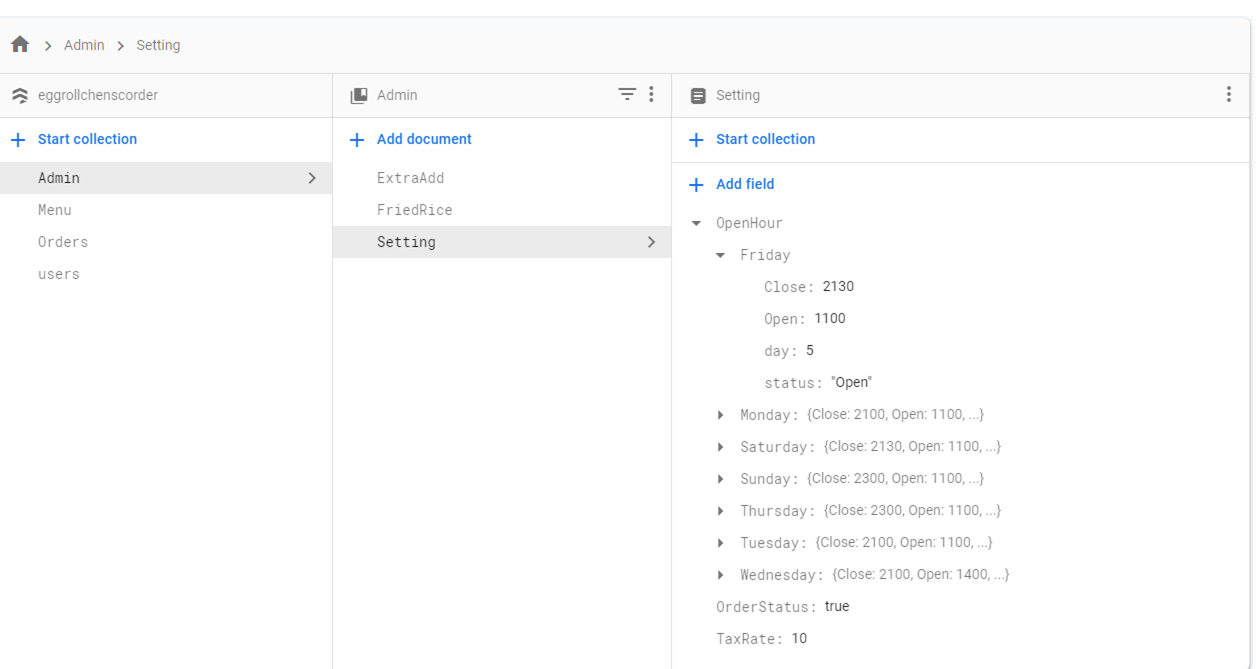 Admin > Setting
eggrollchenscorder
Start collection
Admin
Menu
Orders
users
Admin
Add document
ExtraAdd
FriedRice
Setting
Setting
Start collection
Add field
OpenHour
Friday
Close: 2130
Open: 1100
day: 5
status: "Open"
Monday: {Close: 2100, Open: 1100, ...}
Saturday: {Close: 2130, Open: 1100, ...}
Sunday: {Close: 2300, Open: 1100, ...}
Thursday: {Close: 2300, Open: 1100, ...}
Tuesday: {Close: 2100, Open: 1100, ...}
Wednesday: {Close: 2100, Open: 1400, ...}
OrderStatus: true
TaxRate: 10